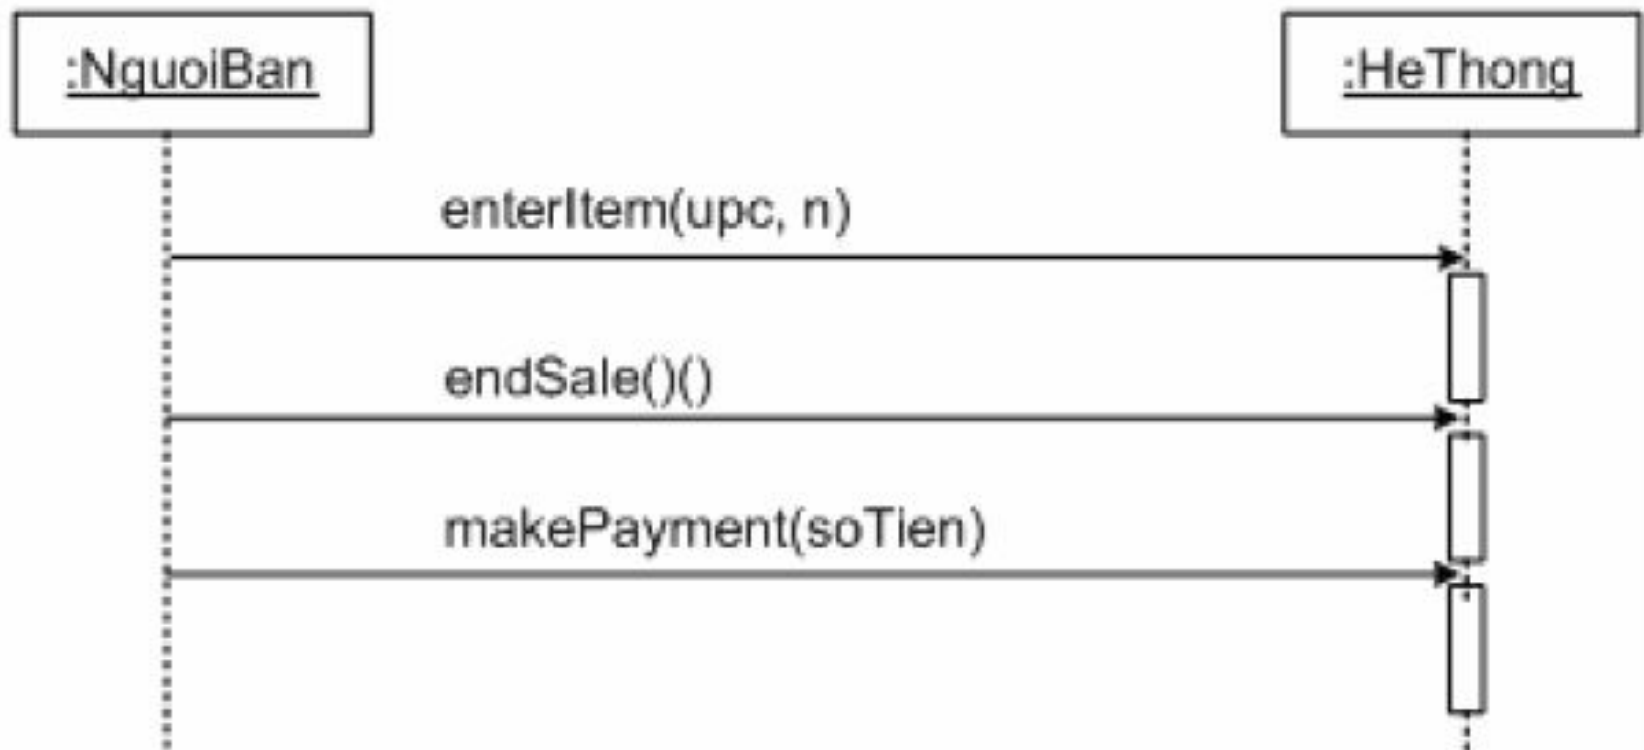 :NguoiBan
:HeThong
enterItem(upc, n)
endSale()()
makePayment(soTien)